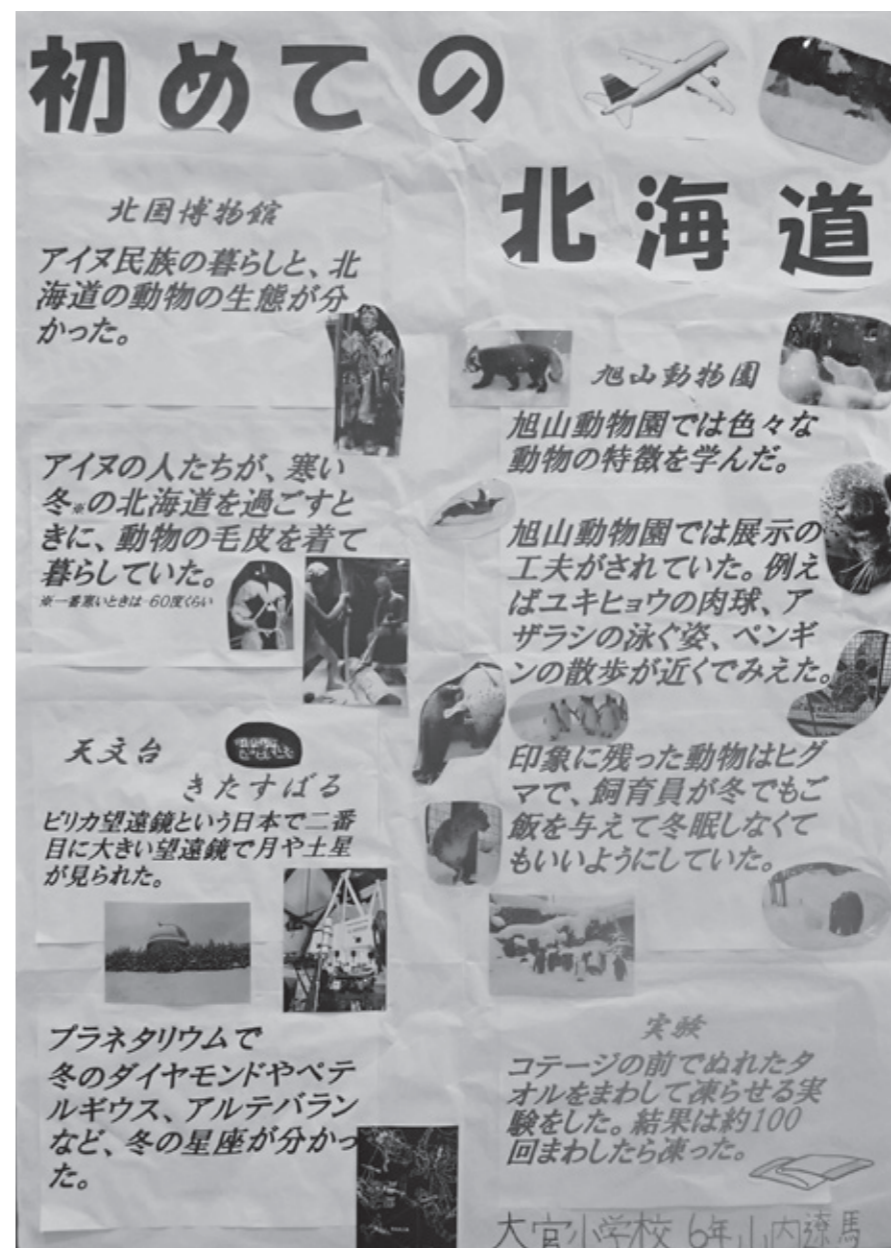 初めての
北海道
北国博物館
アイヌ民族の暮らしと、北
海道の動物の生態が分
かった。
アイヌの人たちが、寒い
冬※の北海道を過ごすと
きに、動物の毛皮を着て
暮らしていた。
※一番寒いときは-60度くらい
天文台
きたすばる
ピリカ望遠鏡という日本で二番
目に大きい望遠鏡で月や土星
が見られた。
プラネタリウムで
冬のダイヤモンドやベテ
ルギウス、アルテバラン
など、冬の星座が分かっ
た。
旭山動物園
旭山動物園では色々な
動物の特徴を学んだ。
旭山動物園では展示の
工夫がされていた。例え
ばユキヒョウの肉球、ア
ザラシの泳ぐ姿、ペンギ
ンの散歩が近くでみえた。
印象に残った動物はヒグ
マで、飼育員が冬でもご
飯を与えて冬眠しなくて
もいいようにしていた。
実験
コテージの前でぬれたタ
オルをまわして凍らせる実
験をした。結果は約100
回まわしたら凍った。
大宮小学校 6年 山内遼馬